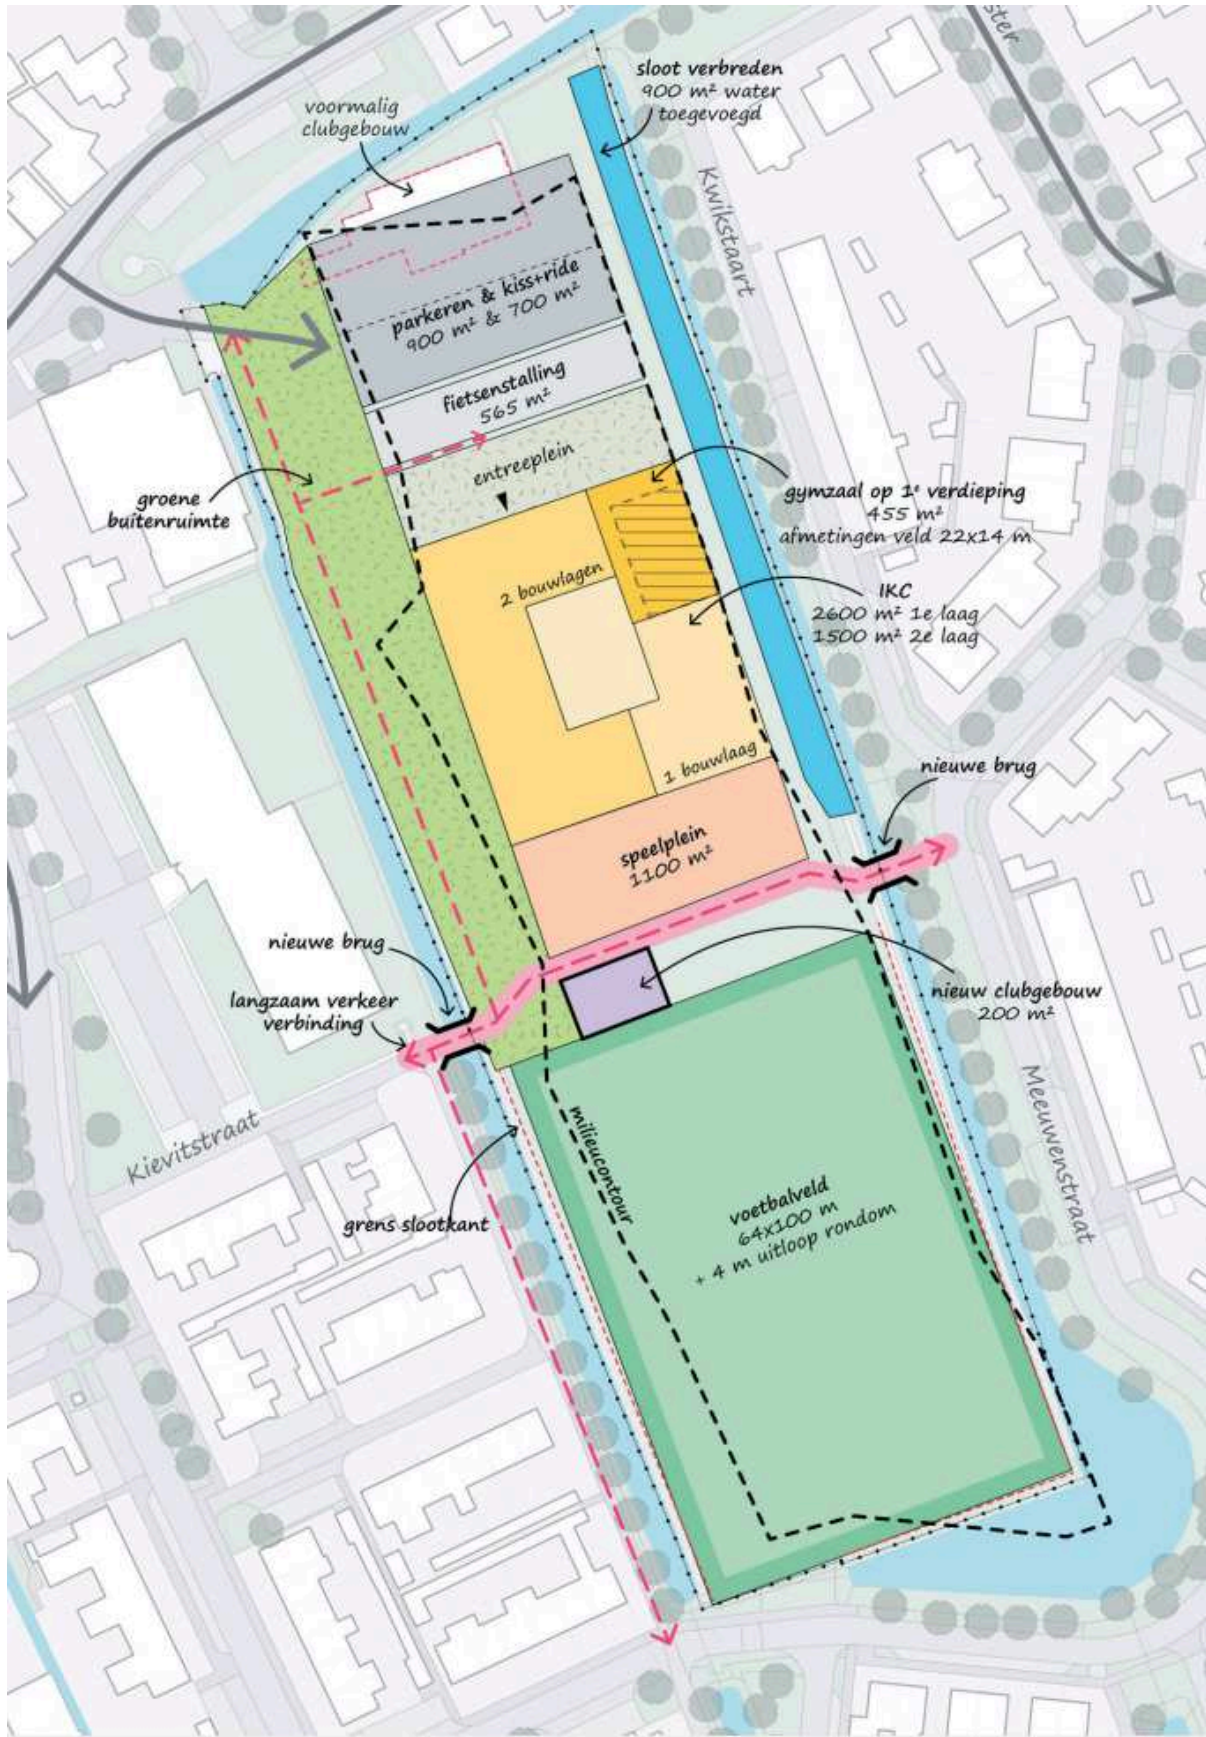 ster
sloot verbreden
900 m² water
toegevoegd
voormalig
clubgebouw
Kwikstaart
parkeren & kiss+ride
900 m² & 700 m²
fietsenstalling
565 m²
entreeplein
groene
buitenruimte
gymzaal op 1e verdieping
455 m²
afmetingen veld 22x14 m
2 bouwlagen
IKC
2600 m² 1e laag
1500 m² 2e laag
1 bouwlaag
nieuwe brug
speelplein
1100 m²
nieuwe brug
langzaam verkeer
verbinding
nieuw clubgebouw
200 m²
Kievitstraat
milieucontour
Meeuwenstraat
grens slootkant
voetbalveld
64x100 m
+ 4 m uitloop rondom